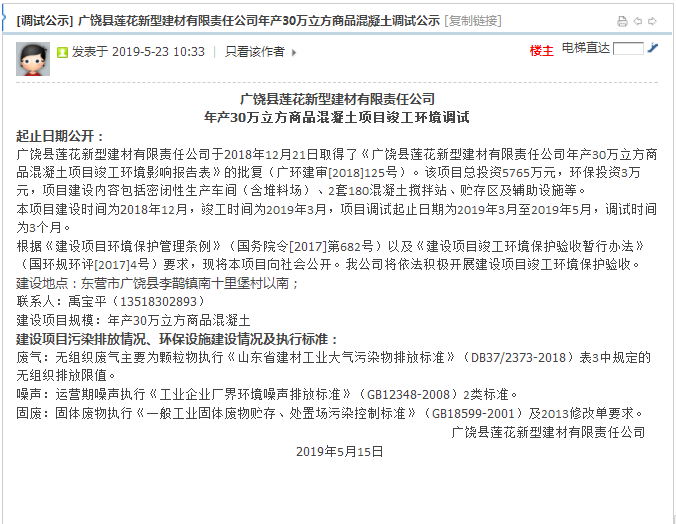 [调试公示] 广饶县莲花新型建材有限责任公司年产30万立方商品混凝土调试公示 [复制链接]
发表于 2019-5-23 10:33 | 只看该作者
楼主 电梯直达
广饶县莲花新型建材有限责任公司
年产30万立方商品混凝土项目竣工环境调试
起止日期公开：
广饶县莲花新型建材有限责任公司于2018年12月21日取得了《广饶县莲花新型建材有限责任公司年产30万立方商
品混凝土项目竣工环境影响报告表》的批复（广环建审[2018]125号）。该项目总投资5765万元，环保投资3万
元，项目建设内容包括密闭性生产车间（含堆料场）、2套180混凝土搅拌站、贮存区及辅助设施等。
本项目建设时间为2018年12月，竣工时间为2019年3月，项目调试起止日期为2019年3月至2019年5月，调试时间
为3个月。
根据《建设项目环境保护管理条例》（国务院令[2017]第682号）以及《建设项目竣工环境保护验收暂行办法》
（国环规环评[2017]4号）要求，现将本项目向社会公开。我公司将依法积极开展建设项目竣工环境保护验收。
建设地点：东营市广饶县李鹊镇南十里堡村以南；
联系人：禹宝平（13518302893）
建设项目规模：年产30万立方商品混凝土
建设项目污染排放情况、环保设施建设情况及执行标准：
废气：无组织废气主要为颗粒物执行《山东省建材工业大气污染物排放标准》（DB37/2373-2018）表3中规定的
无组织排放限值。
噪声：运营期噪声执行《工业企业厂界环境噪声排放标准》（GB12348-2008）2类标准。
固废：固体废物执行《一般工业固体废物贮存、处置场污染控制标准》（GB18599-2001）及2013修改单要求。
广饶县莲花新型建材有限责任公司
2019年5月15日